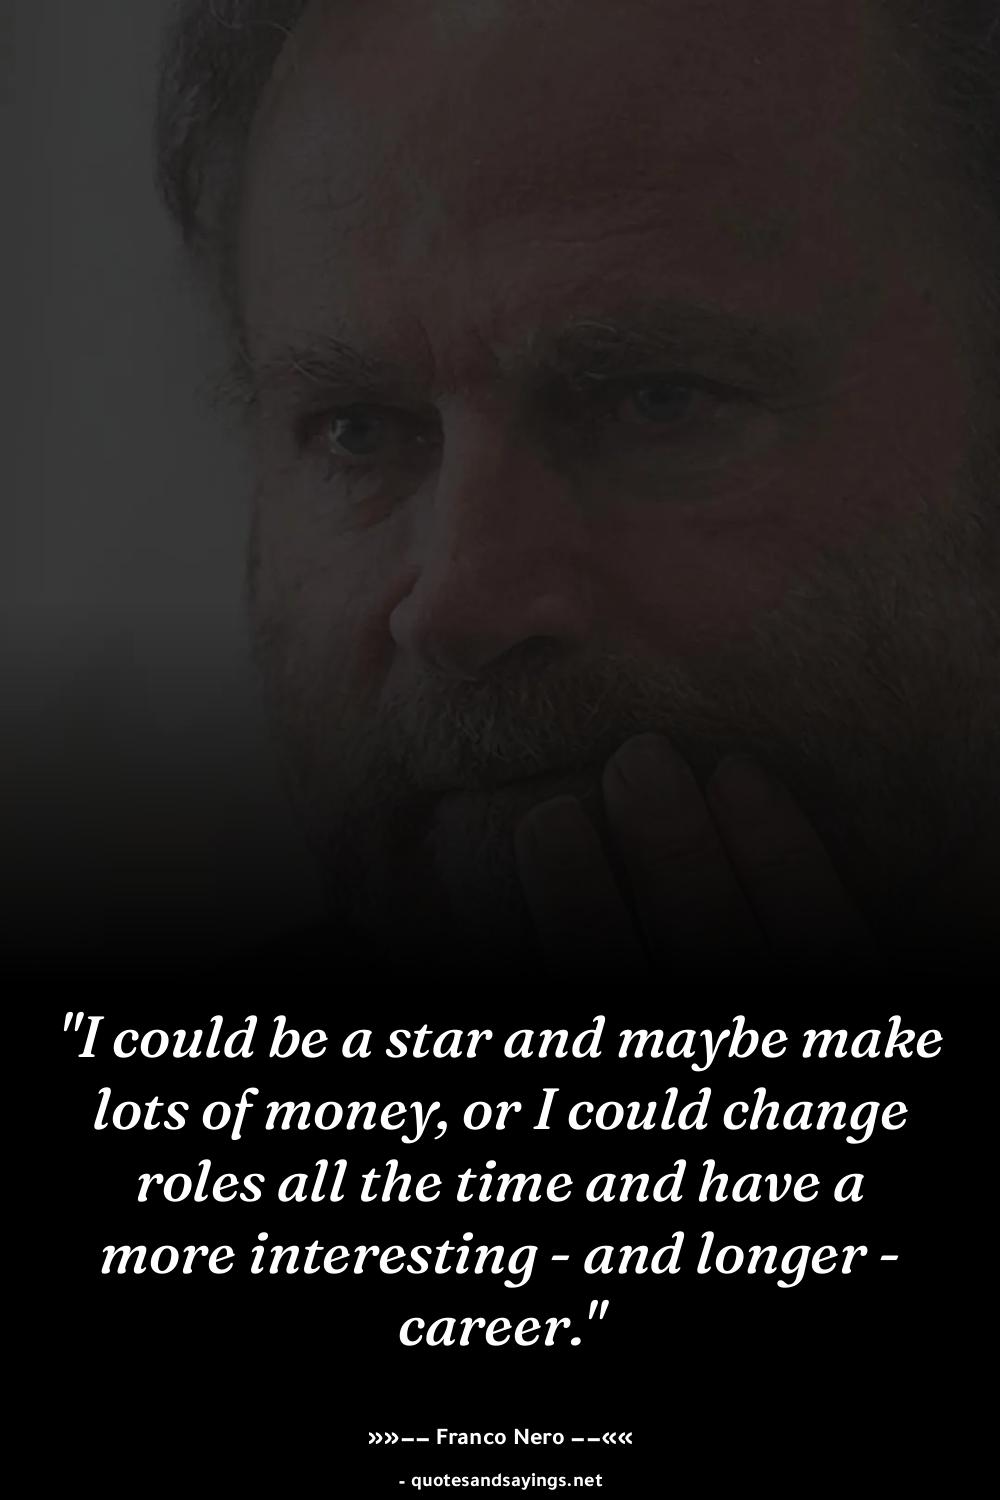 "I could be a star and maybe make
lots of money, or I could change
roles all the time and have a
more interesting - and longer -
career."
»»−− Franco Nero −−««
- quotesandsayings.net